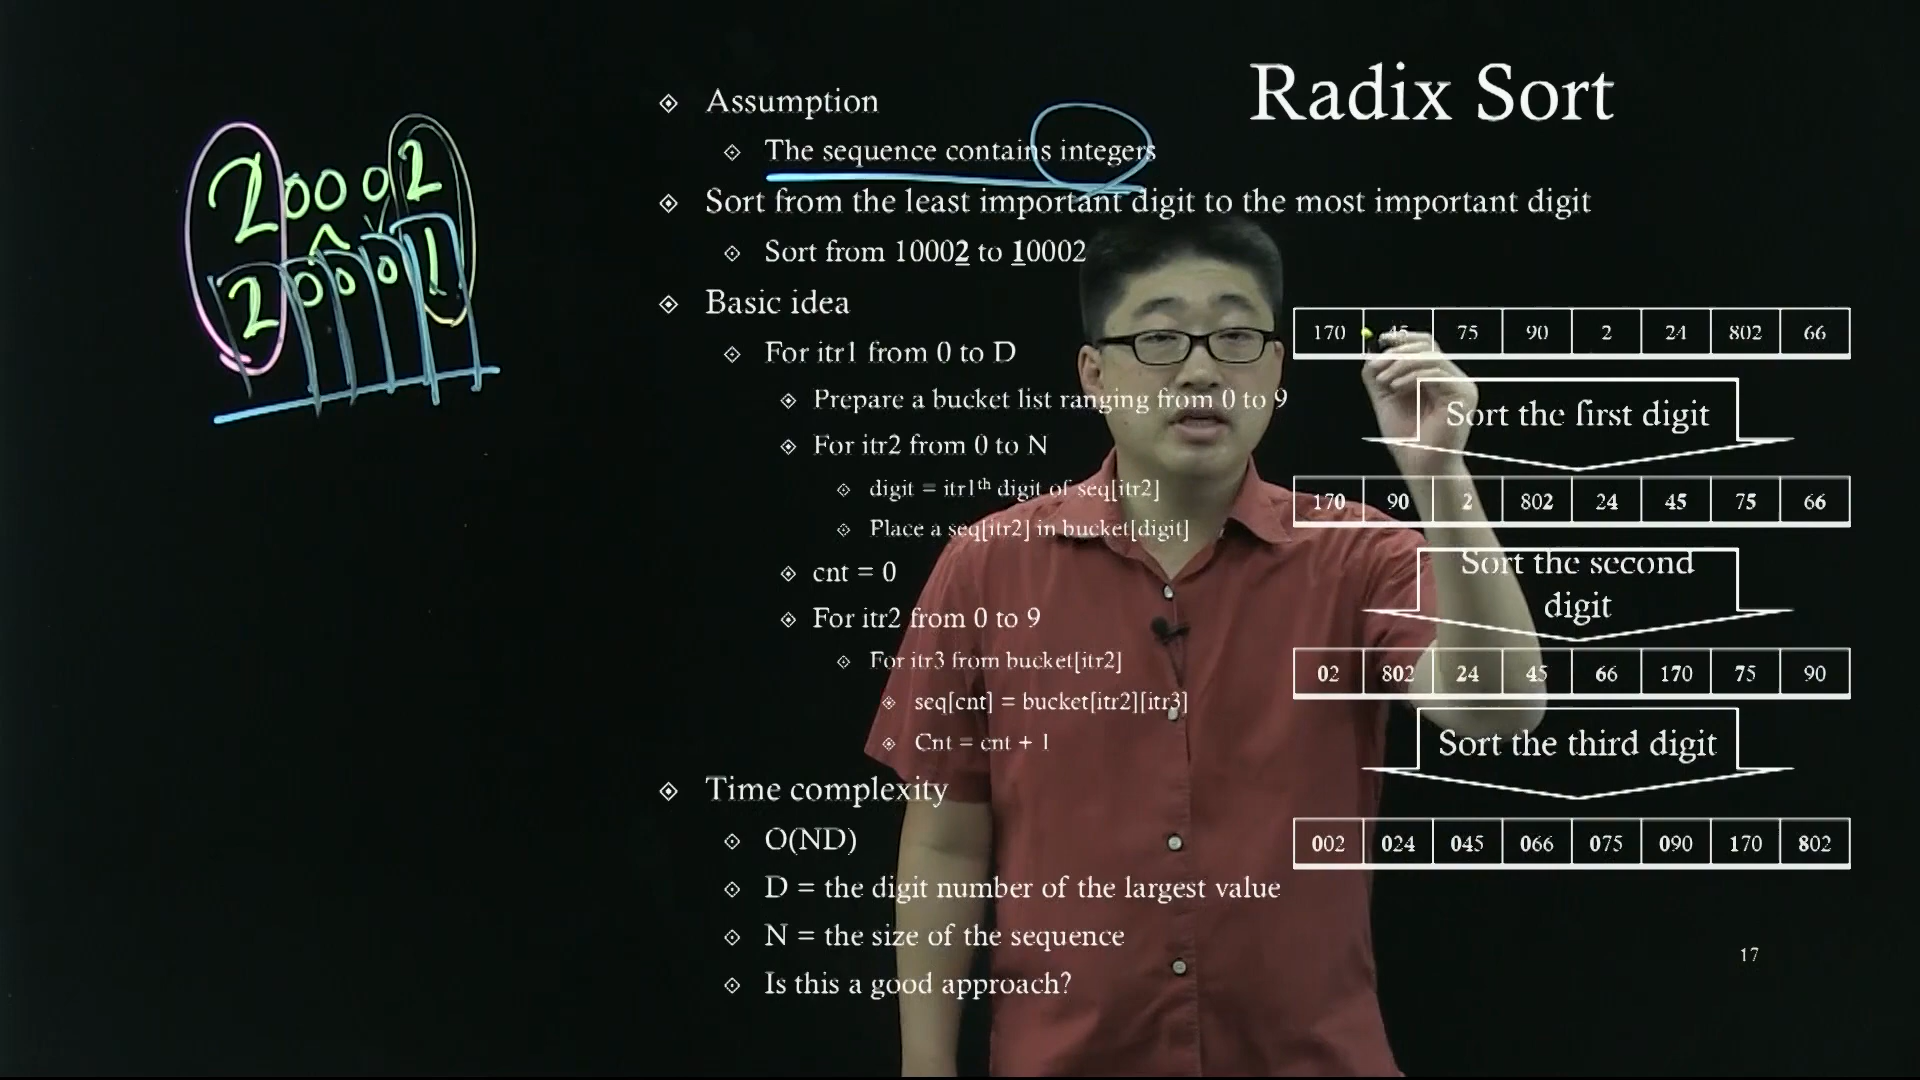 Radix Sort
Assumption
The sequence contains integers
Sort from the least important digit to the most important digit
Sort from 10002 to 10002
Basic idea
For itr1 from 0 to D
Prepare a bucket list ranging from 0 to 9
For itr2 from 0 to N
digit = itr1th digit of seq[itr2]
Place a seq[itr2] in bucket[digit]
cnt = 0
For itr2 from 0 to 9
For itr3 from bucket[itr2]
seq[cnt] = bucket[itr2][itr3]
Cnt = cnt + 1
Time complexity
O(ND)
D = the digit number of the largest value
N = the size of the sequence
Is this a good approach?
20002
20001
170 45 75 90 2 24 802 66
Sort the first digit
170 90 2 802 24 45 75 66
Sort the second
digit
02 802 24 45 66 170 75 90
Sort the third digit
002 024 045 066 075 090 170 802
17